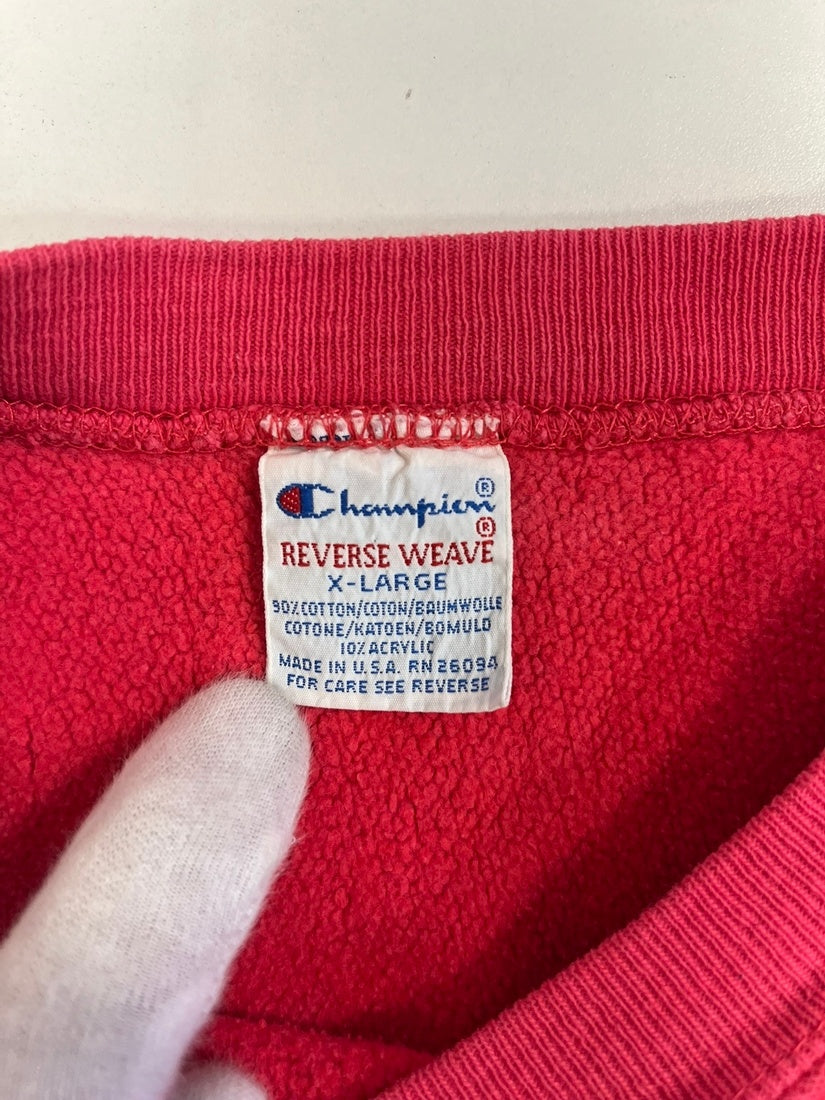 Champion®
REVERSE WEAVE®
X-LARGE
90% COTTON/COTON/BAUMWOLLE
COTONE/KATOEN/BOMULD
10% ACRYLIC
MADE IN U.S.A. RN 26094
FOR CARE SEE REVERSE